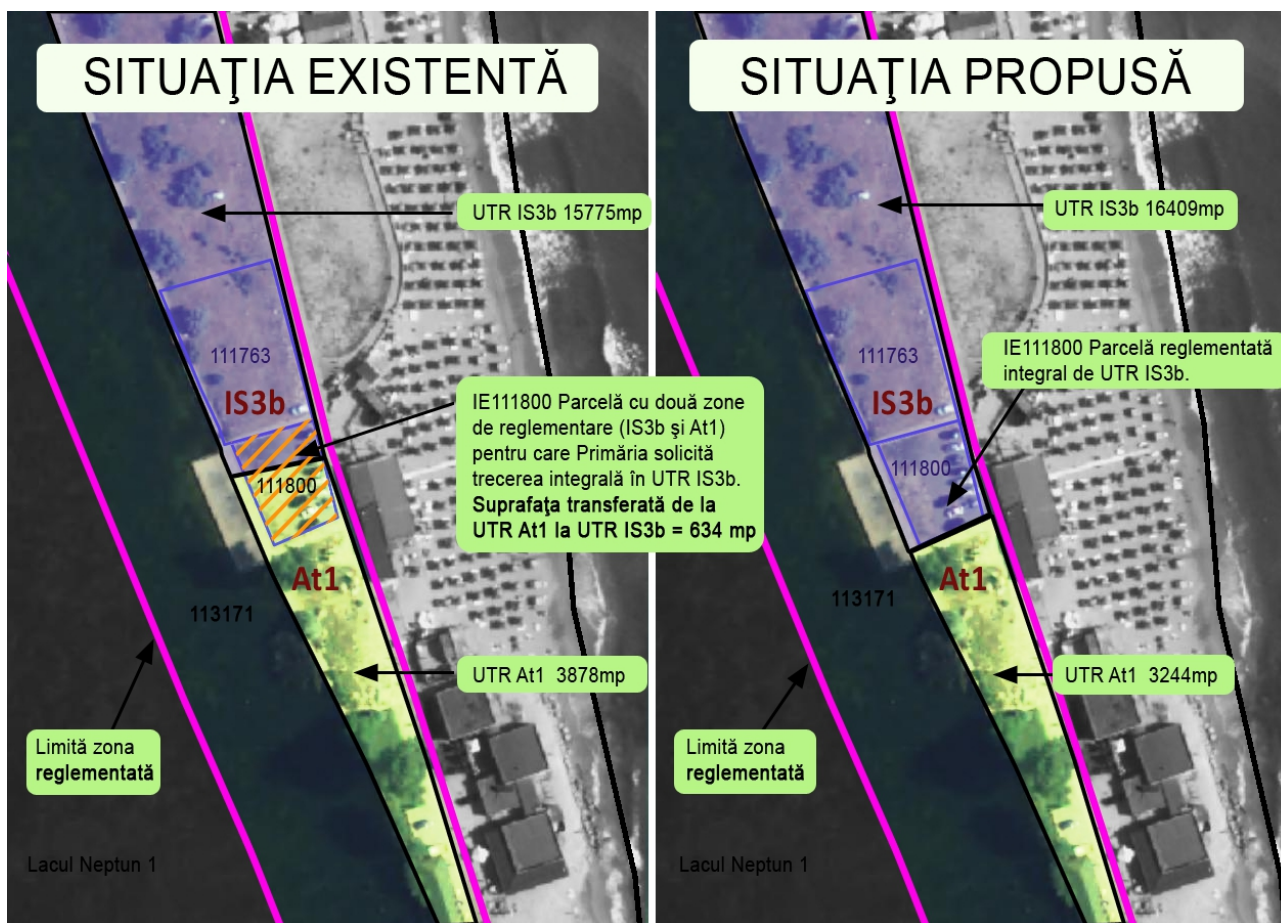 SITUAŢIA EXISTENTĂ
UTR IS3b 15775mp
111763
IS3b
IE111800 Parcelă cu două zone
de reglementare (IS3b şi At1)
pentru care Primăria solicită
trecerea integrală în UTR IS3b.
Suprafaţa transferată de la
UTR At1 la UTR IS3b = 634 mp
111800
At1
113171
UTR At1 3878mp
Limită zona
reglementată
Lacul Neptun 1
SITUAŢIA PROPUSĂ
UTR IS3b 16409mp
IE111800 Parcelă reglementată
integral de UTR IS3b.
111763
IS3b
111800
At1
113171
UTR At1 3244mp
Limită zona
reglementată
Lacul Neptun 1